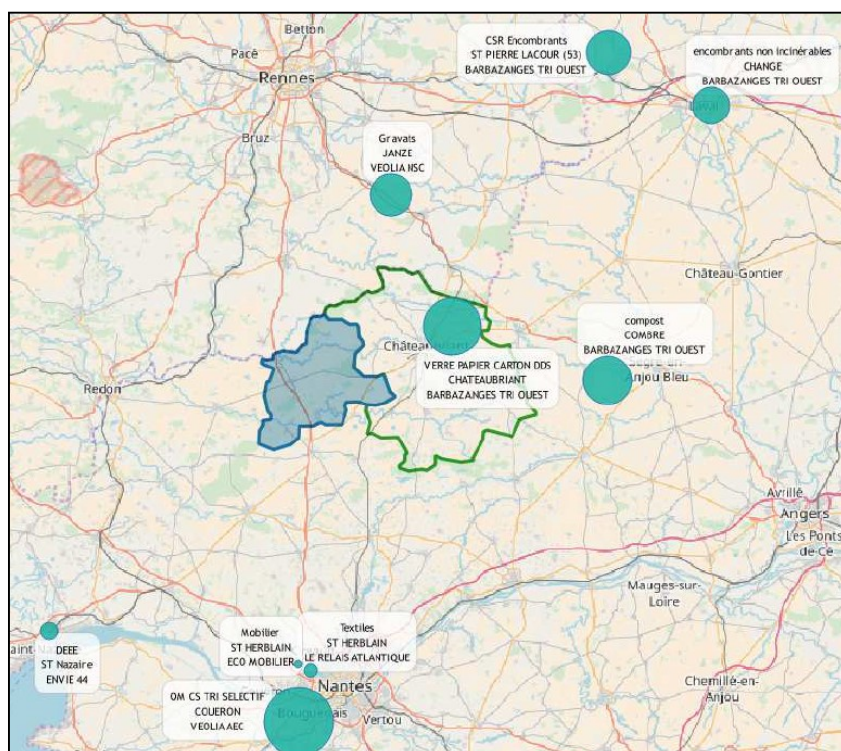 Betton
Pacé
Rennes
Bruz
CSR Encombrants
ST PIERRE LACOUR (53)
BARBAZANGES TRI OUEST
encombrants non incinérables
CHANGE
BARBAZANGES TRI OUEST
Laval
Gravats
JANZE
VEOLIA NSC
Château-Gontier
compost
COMBRE
BARBAZANGES TRI OUEST
en-Anjou Bleu
VERRE PAPIER CARTON DDS
CHATEAUBRIANT
BARBAZANGES TRI OUEST
Redon
Avrillé
Angers
Les Ponts-
de-Cé
Mauges-sur-
Loire
Chemillé-en-
Anjou
DEEE
ST Nazaire
ENVIE 44
Mobilier
ST HERBLAIN
ECO MOBILIER
Textiles
ST HERBLAIN
LE RELAIS ATLANTIQUE
Nantes
OM CS TRI SELECTIF
COUERON
VEOLIA AEC
Bouguenais
Vertou